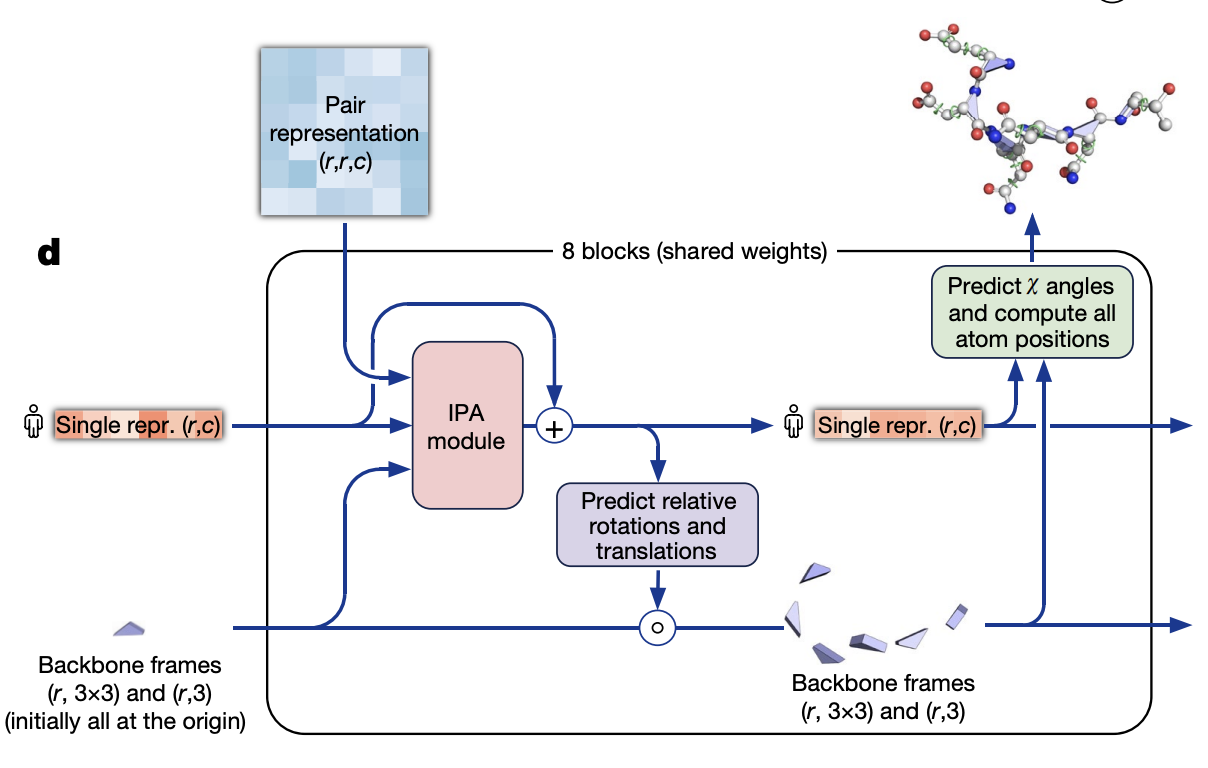 Pair
representation
(r,r,c)
d
8 blocks (shared weights)
Predict χ angles
and compute all
atom positions
IPA
module
Single repr. (r,c)
+
Single repr. (r,c)
Predict relative
rotations and
translations
Backbone frames
(r, 3×3) and (r,3)
(initially all at the origin)
Backbone frames
(r, 3×3) and (r,3)